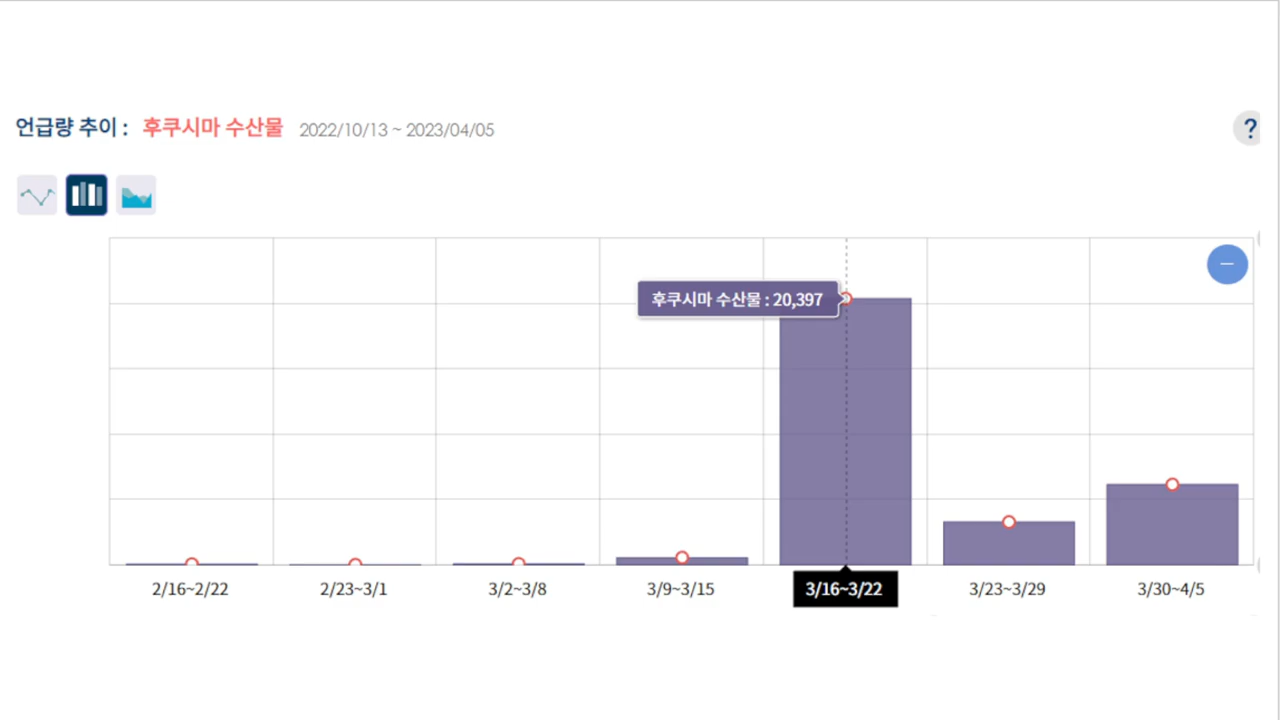 언급량 추이 : 후쿠시마 수산물 2022/10/13 ~ 2023/04/05
?
후쿠시마 수산물 : 20,397
2/16~2/22 2/23~3/1 3/2~3/8 3/9~3/15 3/16~3/22 3/23~3/29 3/30~4/5